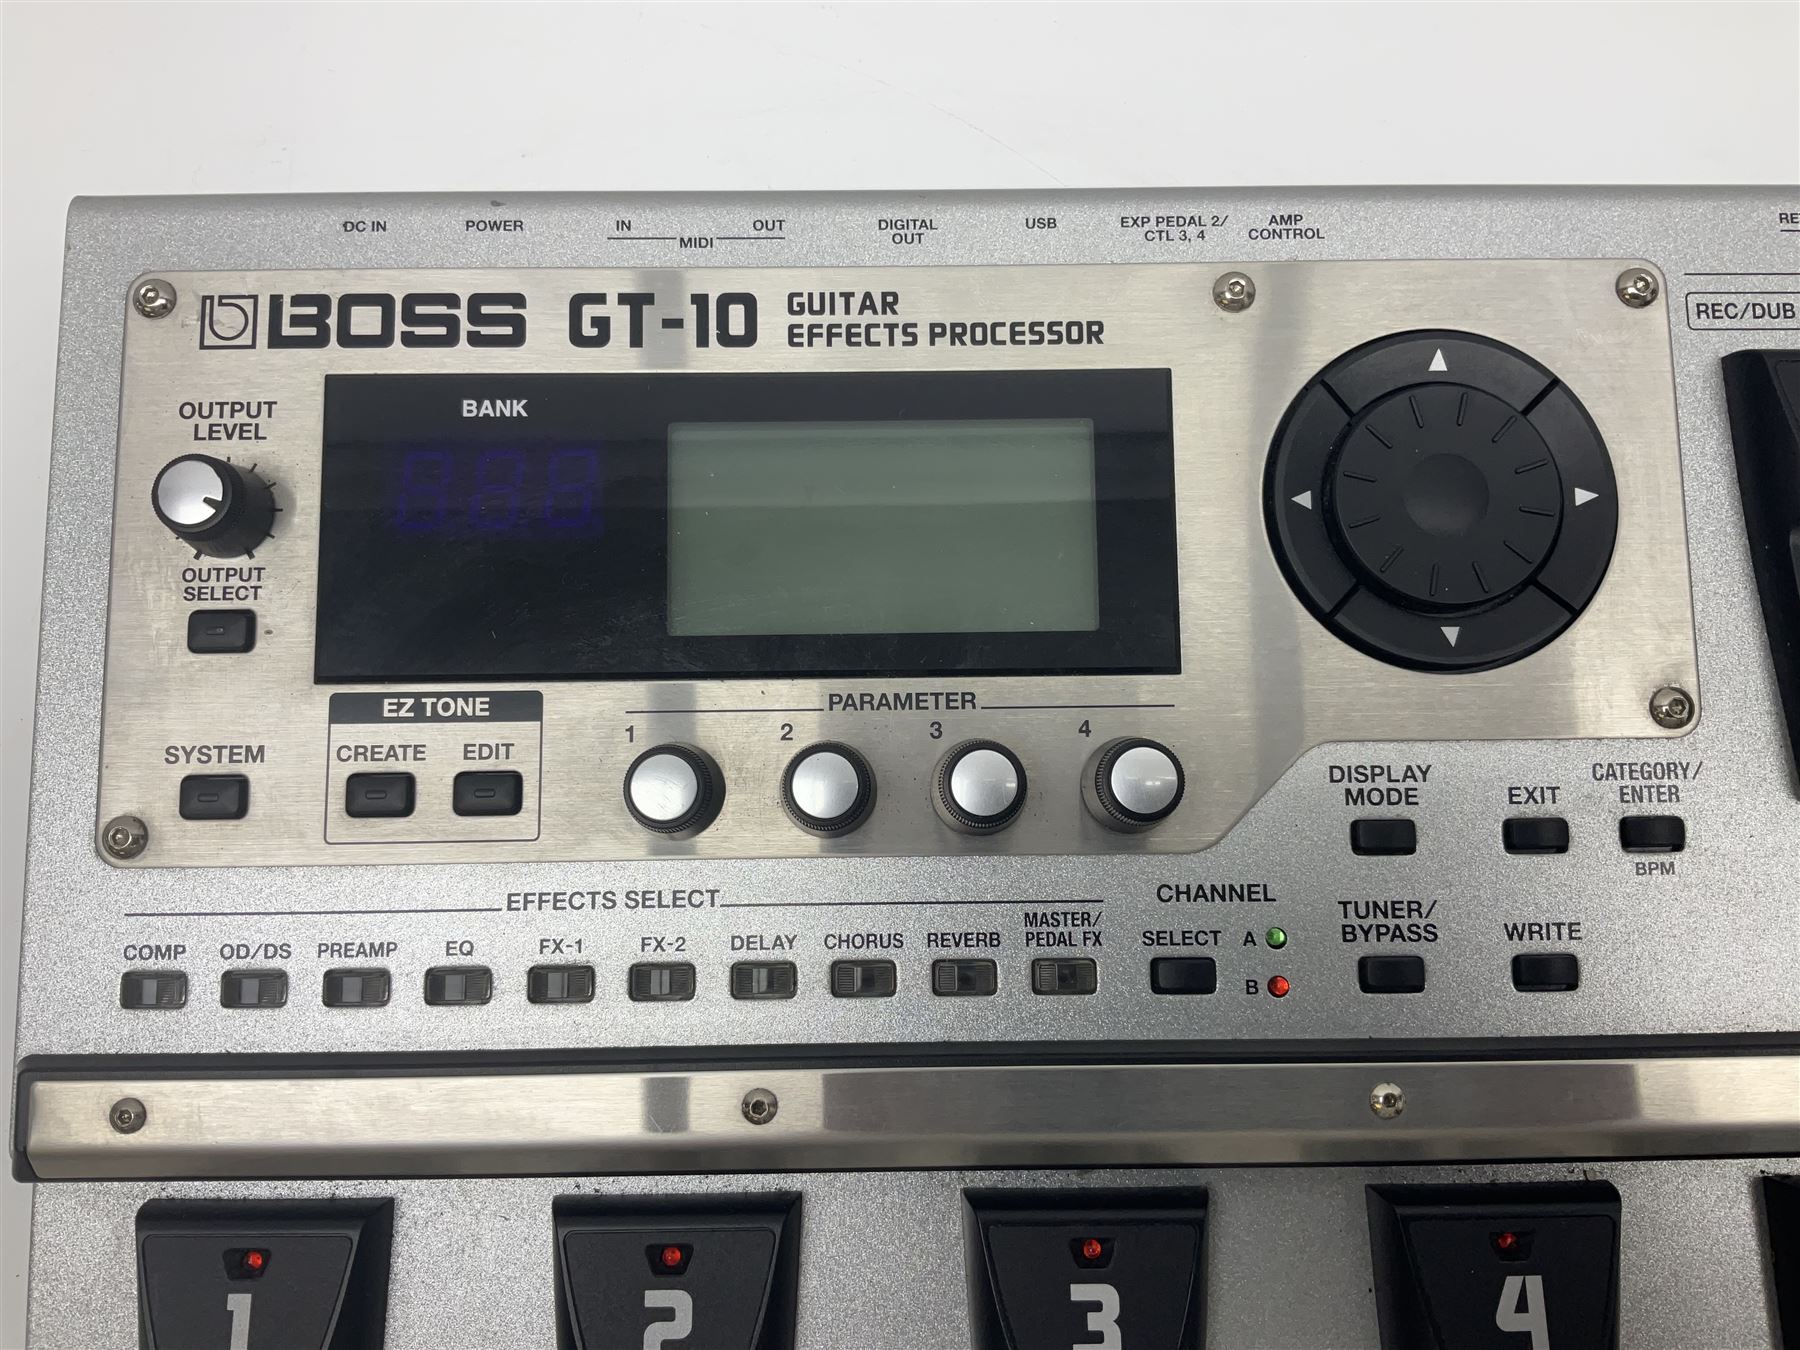 DC IN
POWER
IN
OUT
MIDI
DIGITAL
OUT
USB
EXP PEDAL 2/
CTL 3, 4
AMP
CONTROL
BOSS GT-10 GUITAR
EFFECTS PROCESSOR
REC/DUB
OUTPUT
LEVEL
BANK
OUTPUT
SELECT
EZ TONE
CREATE
EDIT
SYSTEM
PARAMETER
1
2
3
4
DISPLAY
MODE
EXIT
CATEGORY/
ENTER
BPM
EFFECTS SELECT
COMP
OD/DS
PREAMP
EQ
FX-1
FX-2
DELAY
CHORUS
REVERB
MASTER/
PEDAL FX
CHANNEL
SELECT
A
B
TUNER/
BYPASS
WRITE
1
2
3
4